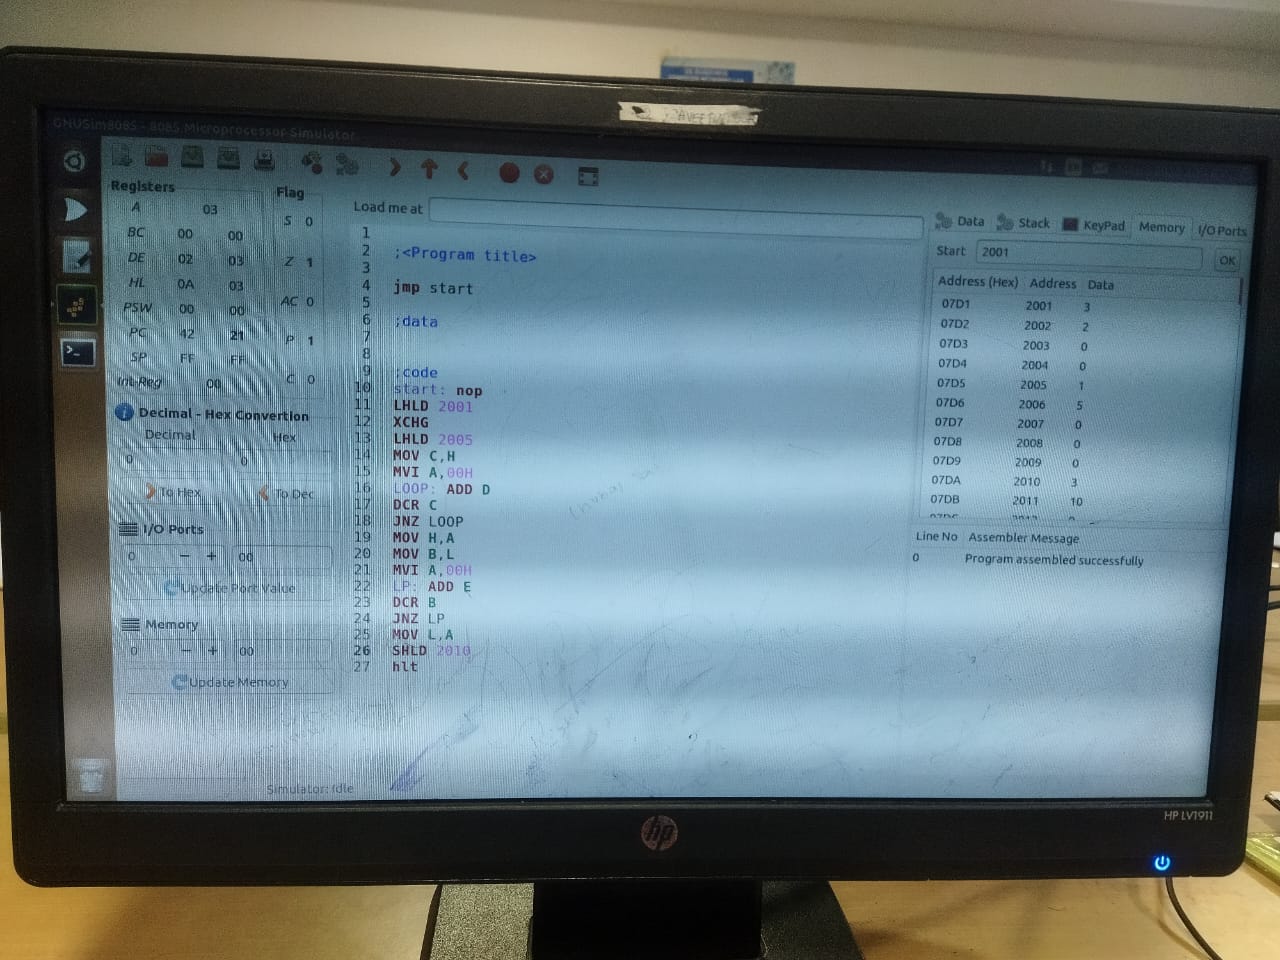 GNUSim8085 - 8085 Microprocessor Simulator
Registers
A 03
BC 00 00
DE 02 03
HL 0A 03
PSW 00 00
PC 42 21
SP FF FF
Int-Reg 00
Flag
S 0
Z 1
AC 0
P 1
C 0
Decimal - Hex Convertion
Decimal Hex
0 0
To Hex To Dec
I/O Ports
0 − + 00
Update Port Value
Memory
0 − + 00
Update Memory
Load me at
1
2 ;<Program title>
3
4 jmp start
5
6 ;data
7
8
9 ;code
10 start: nop
11 LHLD 2001
12 XCHG
13 LHLD 2005
14 MOV C,H
15 MVI A,00H
16 LOOP: ADD D
17 DCR C
18 JNZ LOOP
19 MOV H,A
20 MOV B,L
21 MVI A,00H
22 LP: ADD E
23 DCR B
24 JNZ LP
25 MOV L,A
26 SHLD 2010
27 hlt
Data Stack KeyPad Memory I/O Ports
Start 2001 OK
Address (Hex) Address Data
07D1 2001 3
07D2 2002 2
07D3 2003 0
07D4 2004 0
07D5 2005 1
07D6 2006 5
07D7 2007 0
07D8 2008 0
07D9 2009 0
07DA 2010 3
07DB 2011 10
Line No Assembler Message
0 Program assembled successfully
Simulator: Idle
hp
HP LV1911